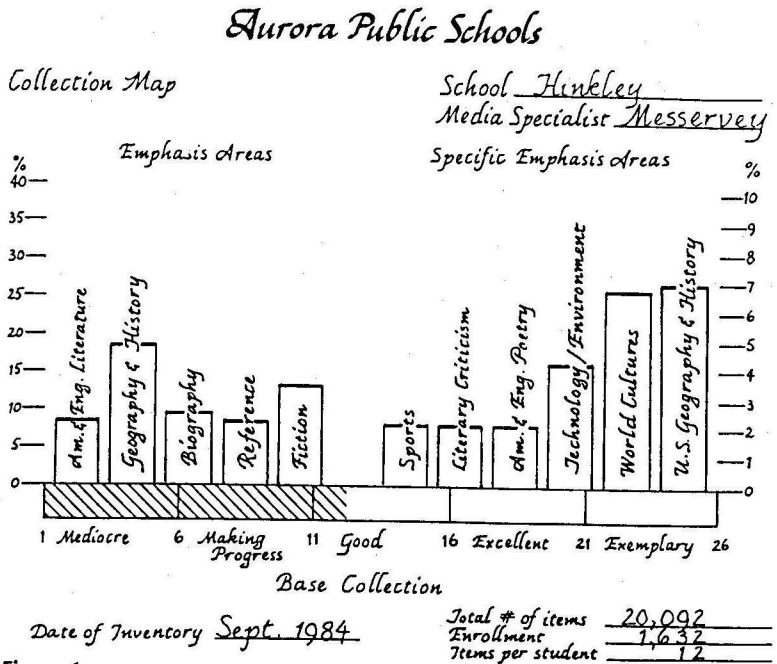 Aurora Public Schools
Collection Map
School Hinkley
Media Specialist Messervey
Emphasis Areas
Specific Emphasis Areas
%
40
35
30
25
20
15
10
5
0
Am. & Eng. Literature
Geography & History
Biography
Reference
Fiction
Sports
Literary Criticism
Am. & Eng. Poetry
Technology/Environment
World Cultures
U.S. Geography & History
%
10
9
8
7
6
5
4
3
2
1
0
1 Mediocre 6 Making Progress 11 Good 16 Excellent 21 Exemplary 26
Base Collection
Date of Inventory Sept. 1984
Total # of items 20,092
Enrollment 1,632
Items per student 12